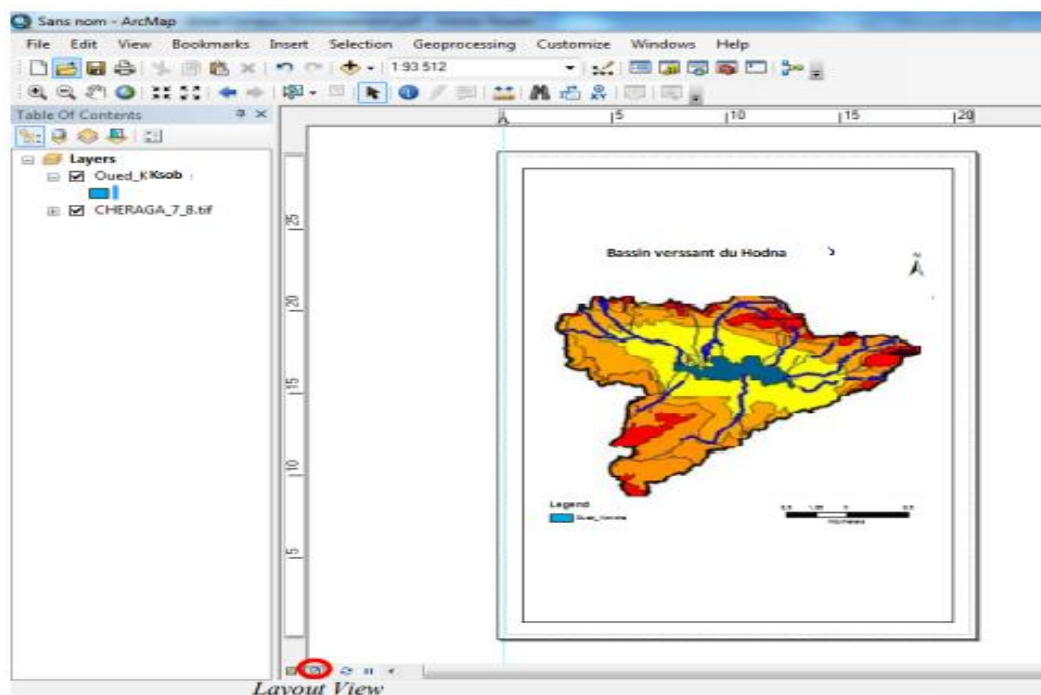 Sans nom - ArcMap
File Edit View Bookmarks Insert Selection Geoprocessing Customize Windows Help
1:93 512
Table Of Contents
5 10 15 20
Layers
Oued_KKsob
CHERAGA_7_8.tif
25
20
15
10
5
Bassin verssant du Hodna
N
Legend
Layout View